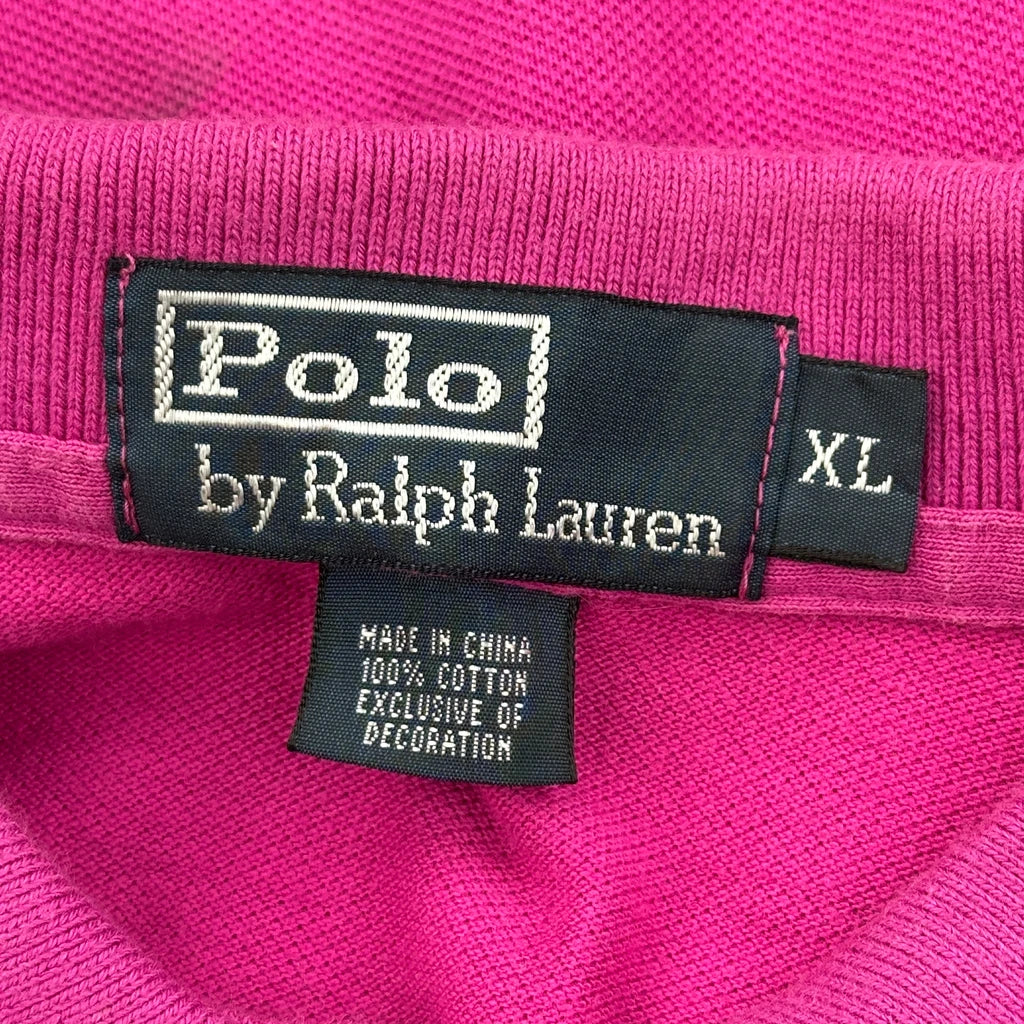 Polo
by Ralph Lauren
XL
MADE IN CHINA
100% COTTON
EXCLUSIVE OF
DECORATION